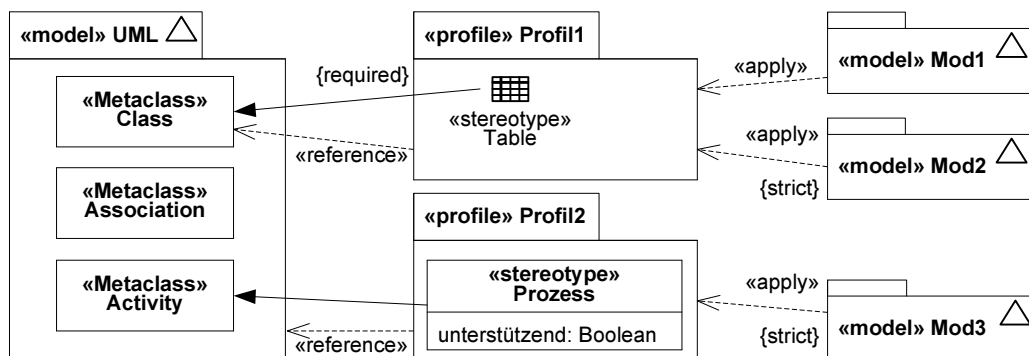 «model» UML
«Metaclass»
Class
«Metaclass»
Association
«Metaclass»
Activity
{required}
«reference»
«reference»
«profile» Profil1
«stereotype»
Table
«profile» Profil2
«stereotype»
Prozess
unterstützend: Boolean
«apply»
«apply»
{strict}
«apply»
{strict}
«model» Mod1
«model» Mod2
«model» Mod3